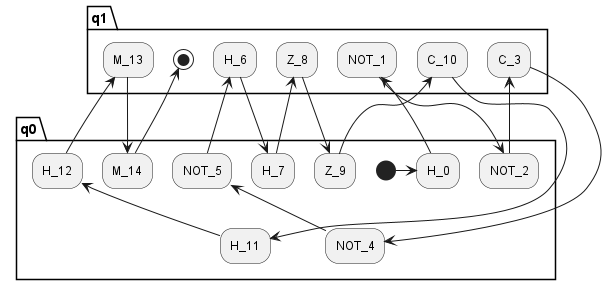 q1
M_13
H_6
Z_8
NOT_1
C_10
C_3
q0
H_12
M_14
NOT_5
H_7
Z_9
H_0
NOT_2
H_11
NOT_4